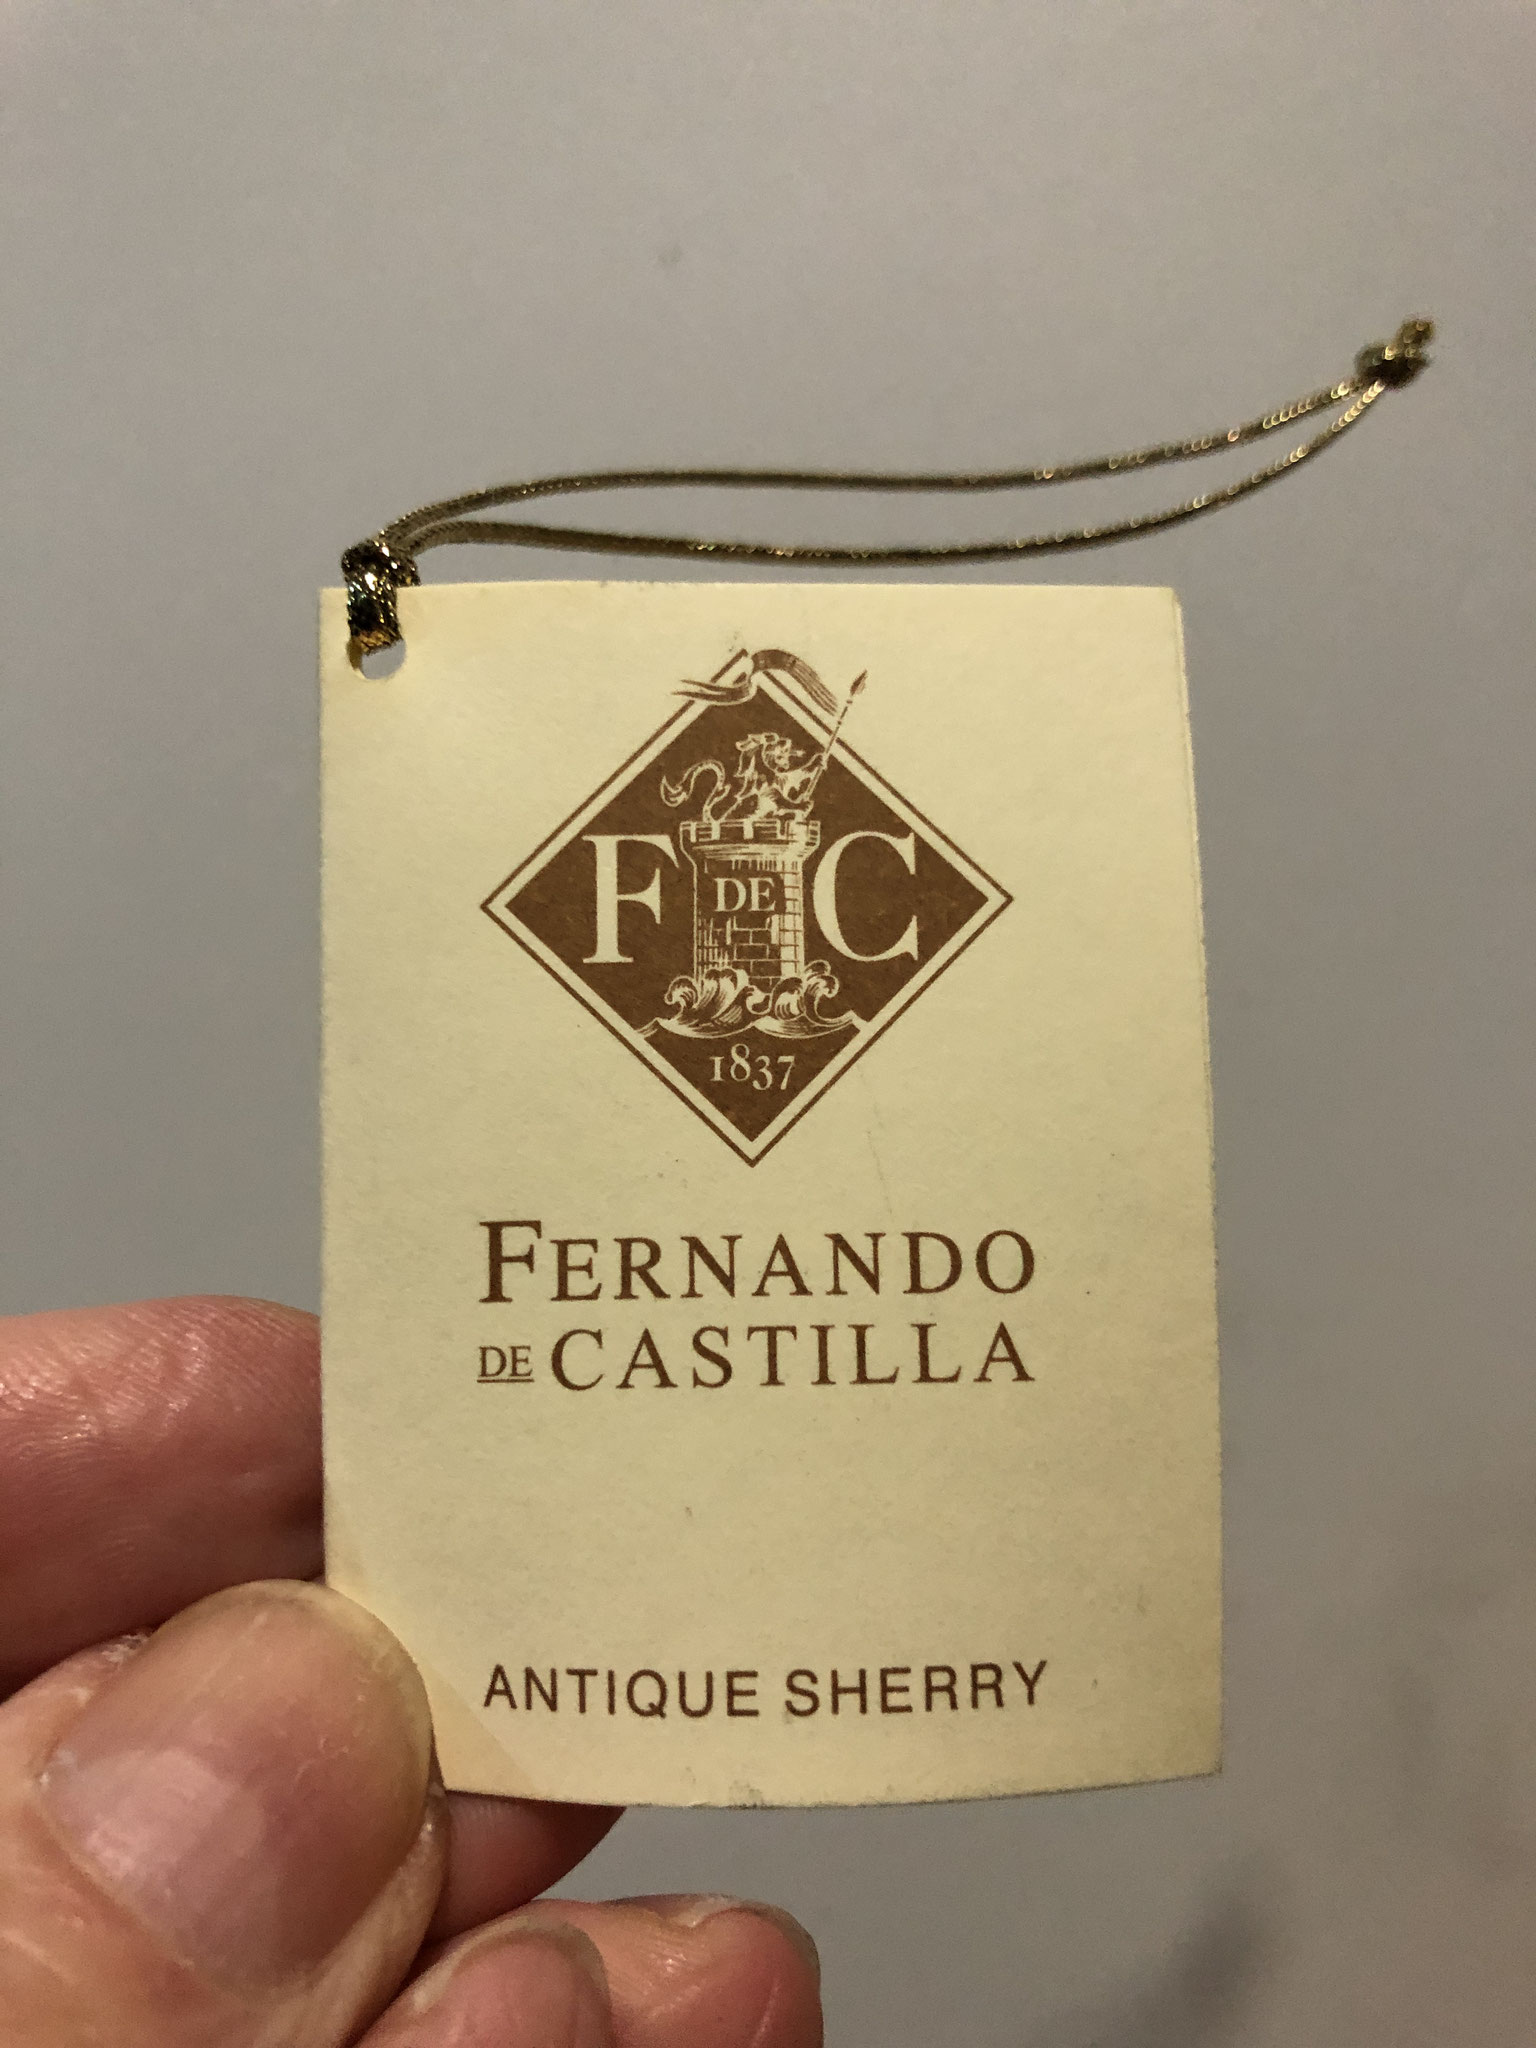 F DE C
1837
FERNANDO
DE CASTILLA
ANTIQUE SHERRY